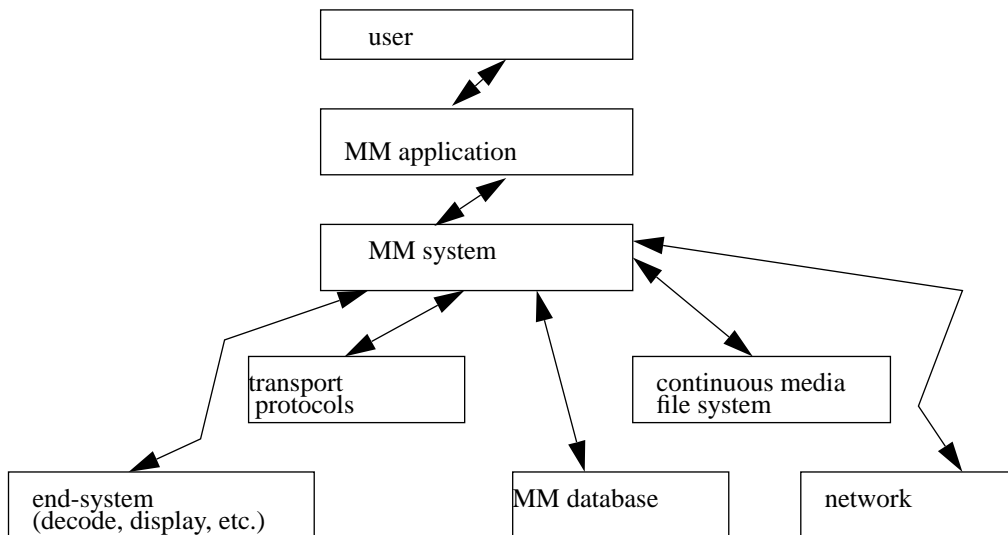 user
MM application
MM system
transport
protocols
continuous media
file system
end-system
(decode, display, etc.)
MM database
network